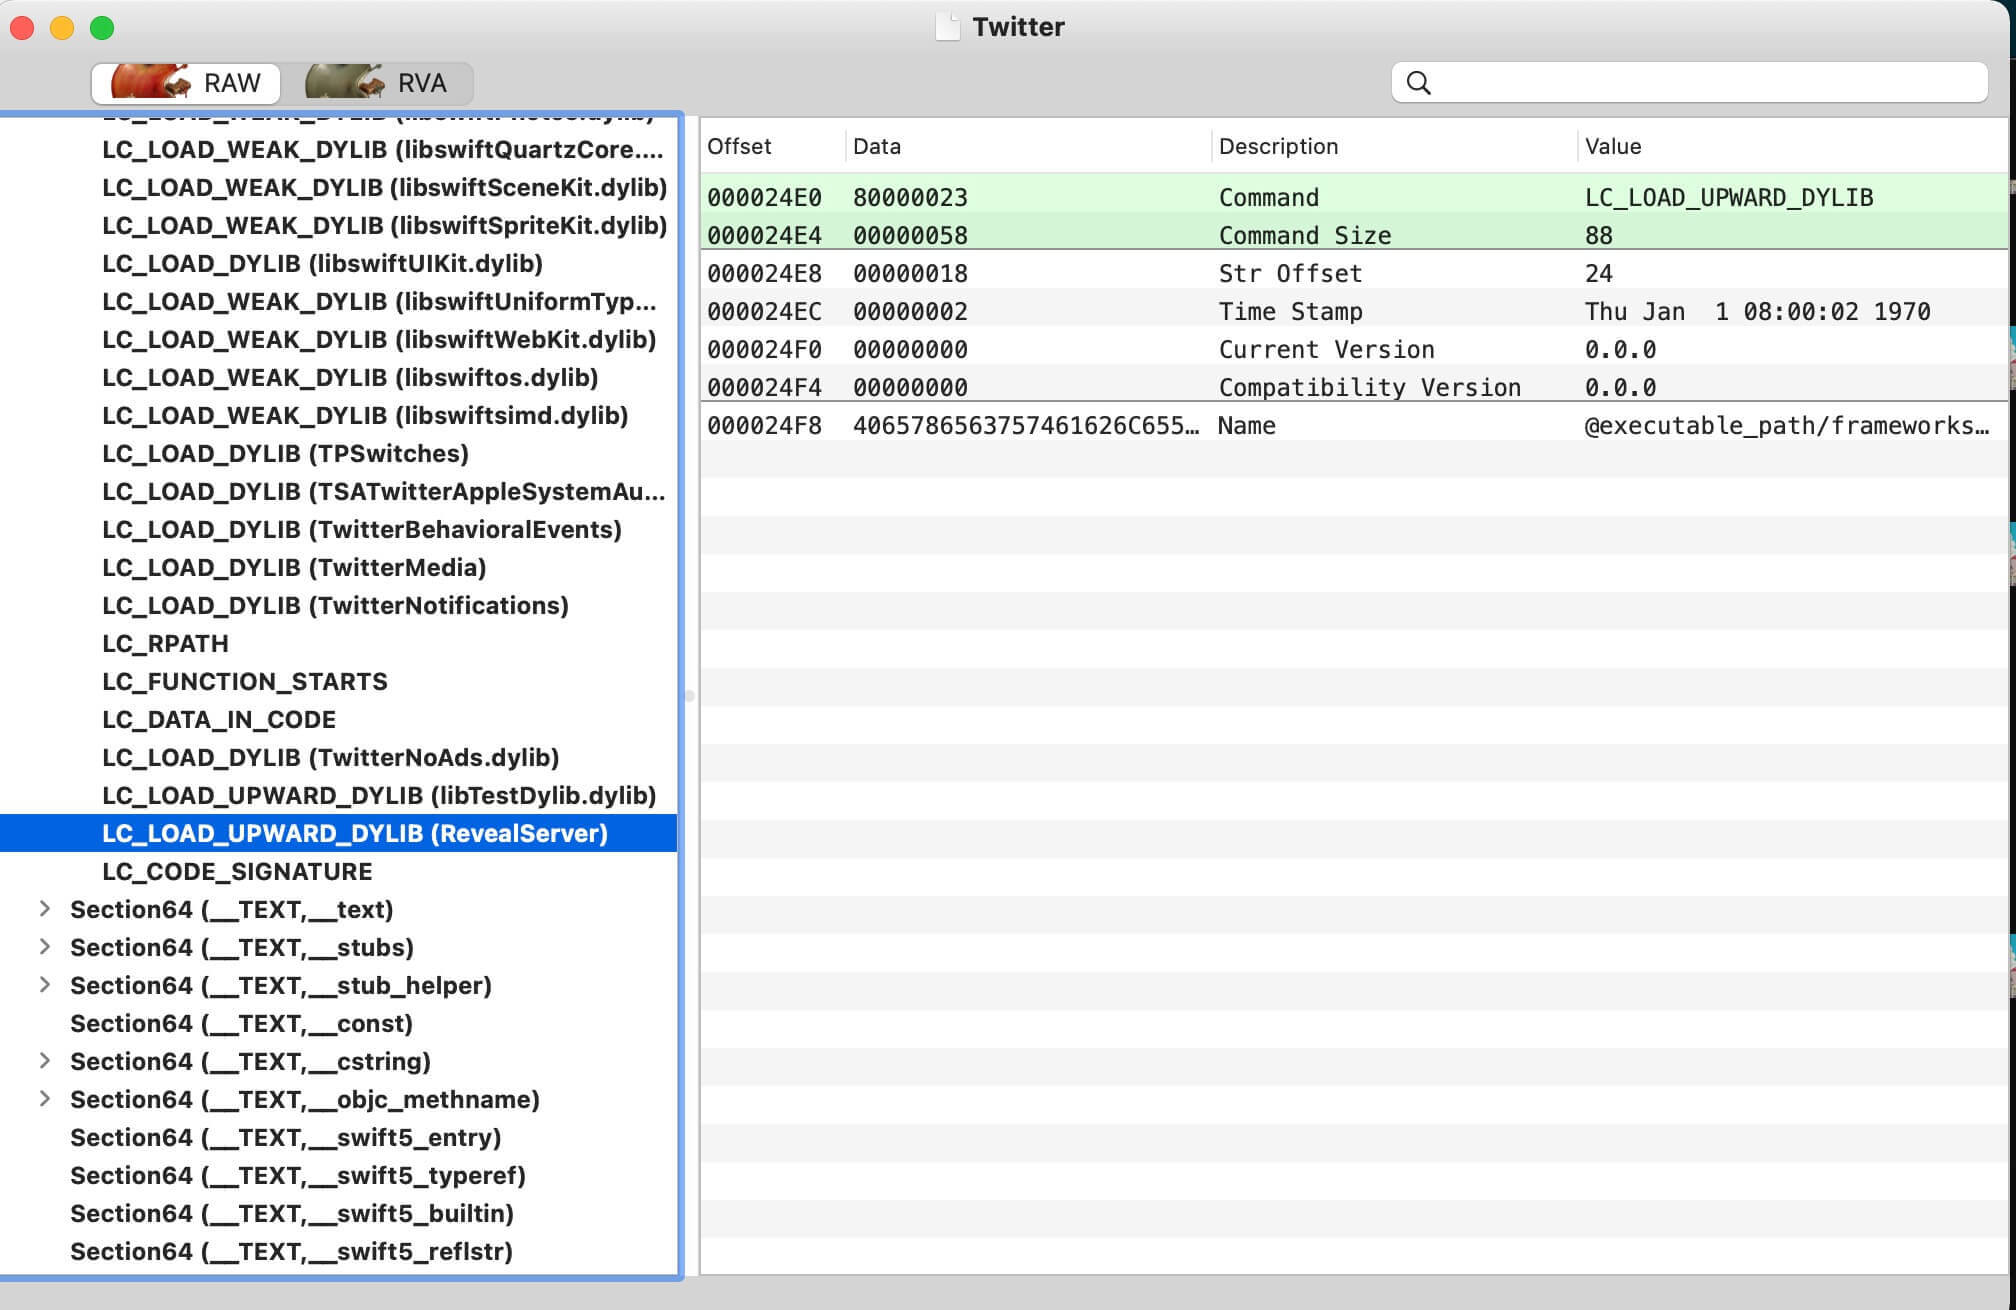 Twitter
RAW RVA
LC_LOAD_WEAK_DYLIB (libswiftQuartzCore....
LC_LOAD_WEAK_DYLIB (libswiftSceneKit.dylib)
LC_LOAD_WEAK_DYLIB (libswiftSpriteKit.dylib)
LC_LOAD_DYLIB (libswiftUIKit.dylib)
LC_LOAD_WEAK_DYLIB (libswiftUniformTyp...
LC_LOAD_WEAK_DYLIB (libswiftWebKit.dylib)
LC_LOAD_WEAK_DYLIB (libswiftos.dylib)
LC_LOAD_WEAK_DYLIB (libswiftsimd.dylib)
LC_LOAD_DYLIB (TPSwitches)
LC_LOAD_DYLIB (TSATwitterAppleSystemAu...
LC_LOAD_DYLIB (TwitterBehavioralEvents)
LC_LOAD_DYLIB (TwitterMedia)
LC_LOAD_DYLIB (TwitterNotifications)
LC_RPATH
LC_FUNCTION_STARTS
LC_DATA_IN_CODE
LC_LOAD_DYLIB (TwitterNoAds.dylib)
LC_LOAD_UPWARD_DYLIB (libTestDylib.dylib)
LC_LOAD_UPWARD_DYLIB (RevealServer)
LC_CODE_SIGNATURE
Section64 (__TEXT,__text)
Section64 (__TEXT,__stubs)
Section64 (__TEXT,__stub_helper)
Section64 (__TEXT,__const)
Section64 (__TEXT,__cstring)
Section64 (__TEXT,__objc_methname)
Section64 (__TEXT,__swift5_entry)
Section64 (__TEXT,__swift5_typeref)
Section64 (__TEXT,__swift5_builtin)
Section64 (__TEXT,__swift5_reflstr)
Offset Data Description Value
000024E0 80000023 Command LC_LOAD_UPWARD_DYLIB
000024E4 00000058 Command Size 88
000024E8 00000018 Str Offset 24
000024EC 00000002 Time Stamp Thu Jan  1 08:00:02 1970
000024F0 00000000 Current Version 0.0.0
000024F4 00000000 Compatibility Version 0.0.0
000024F8 4065786563757461626C655... Name @executable_path/frameworks...